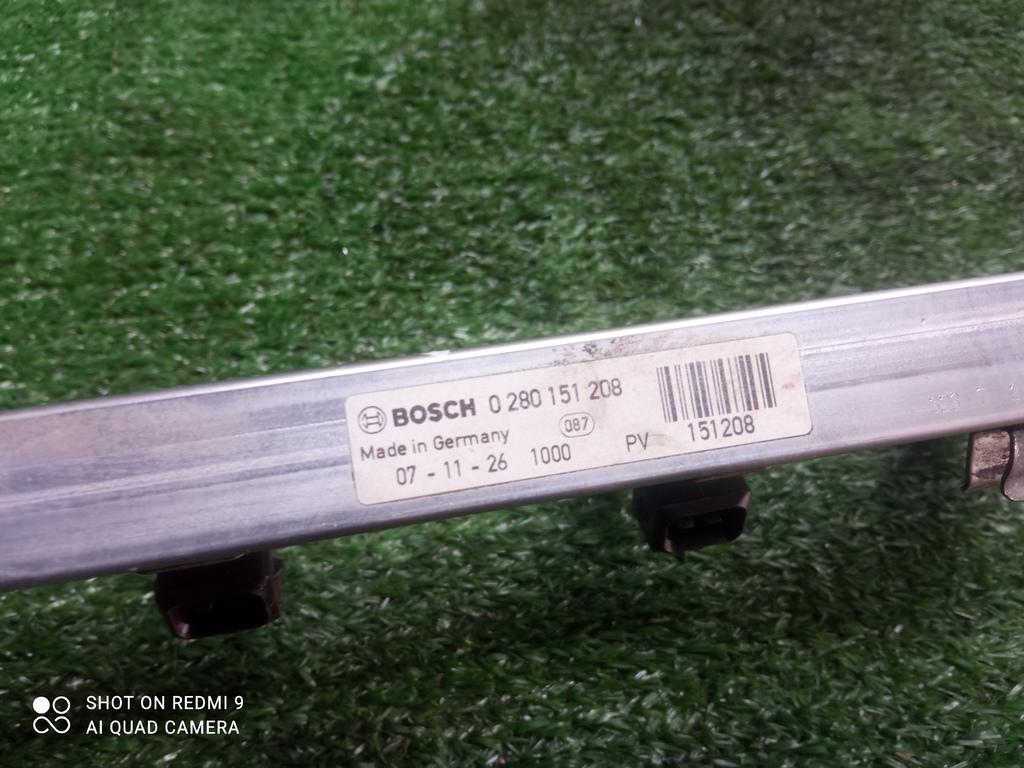 BOSCH 0 280 151 208
Made in Germany 087
07 - 11 - 26 1000 PV 151208
SHOT ON REDMI 9
AI QUAD CAMERA